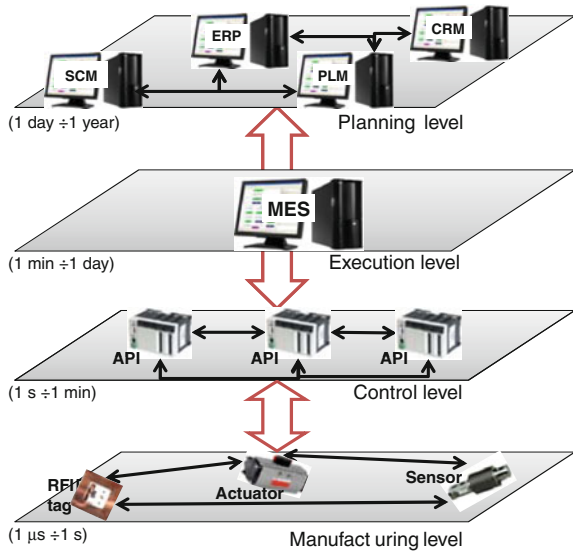 ERP
CRM
SCM
PLM
(1 day ÷1 year)
Planning level
MES
(1 min ÷1 day)
Execution level
API
API
API
(1 s ÷1 min)
Control level
Sensor
Actuator
tag
(1 µs ÷1 s)
Manufact uring level